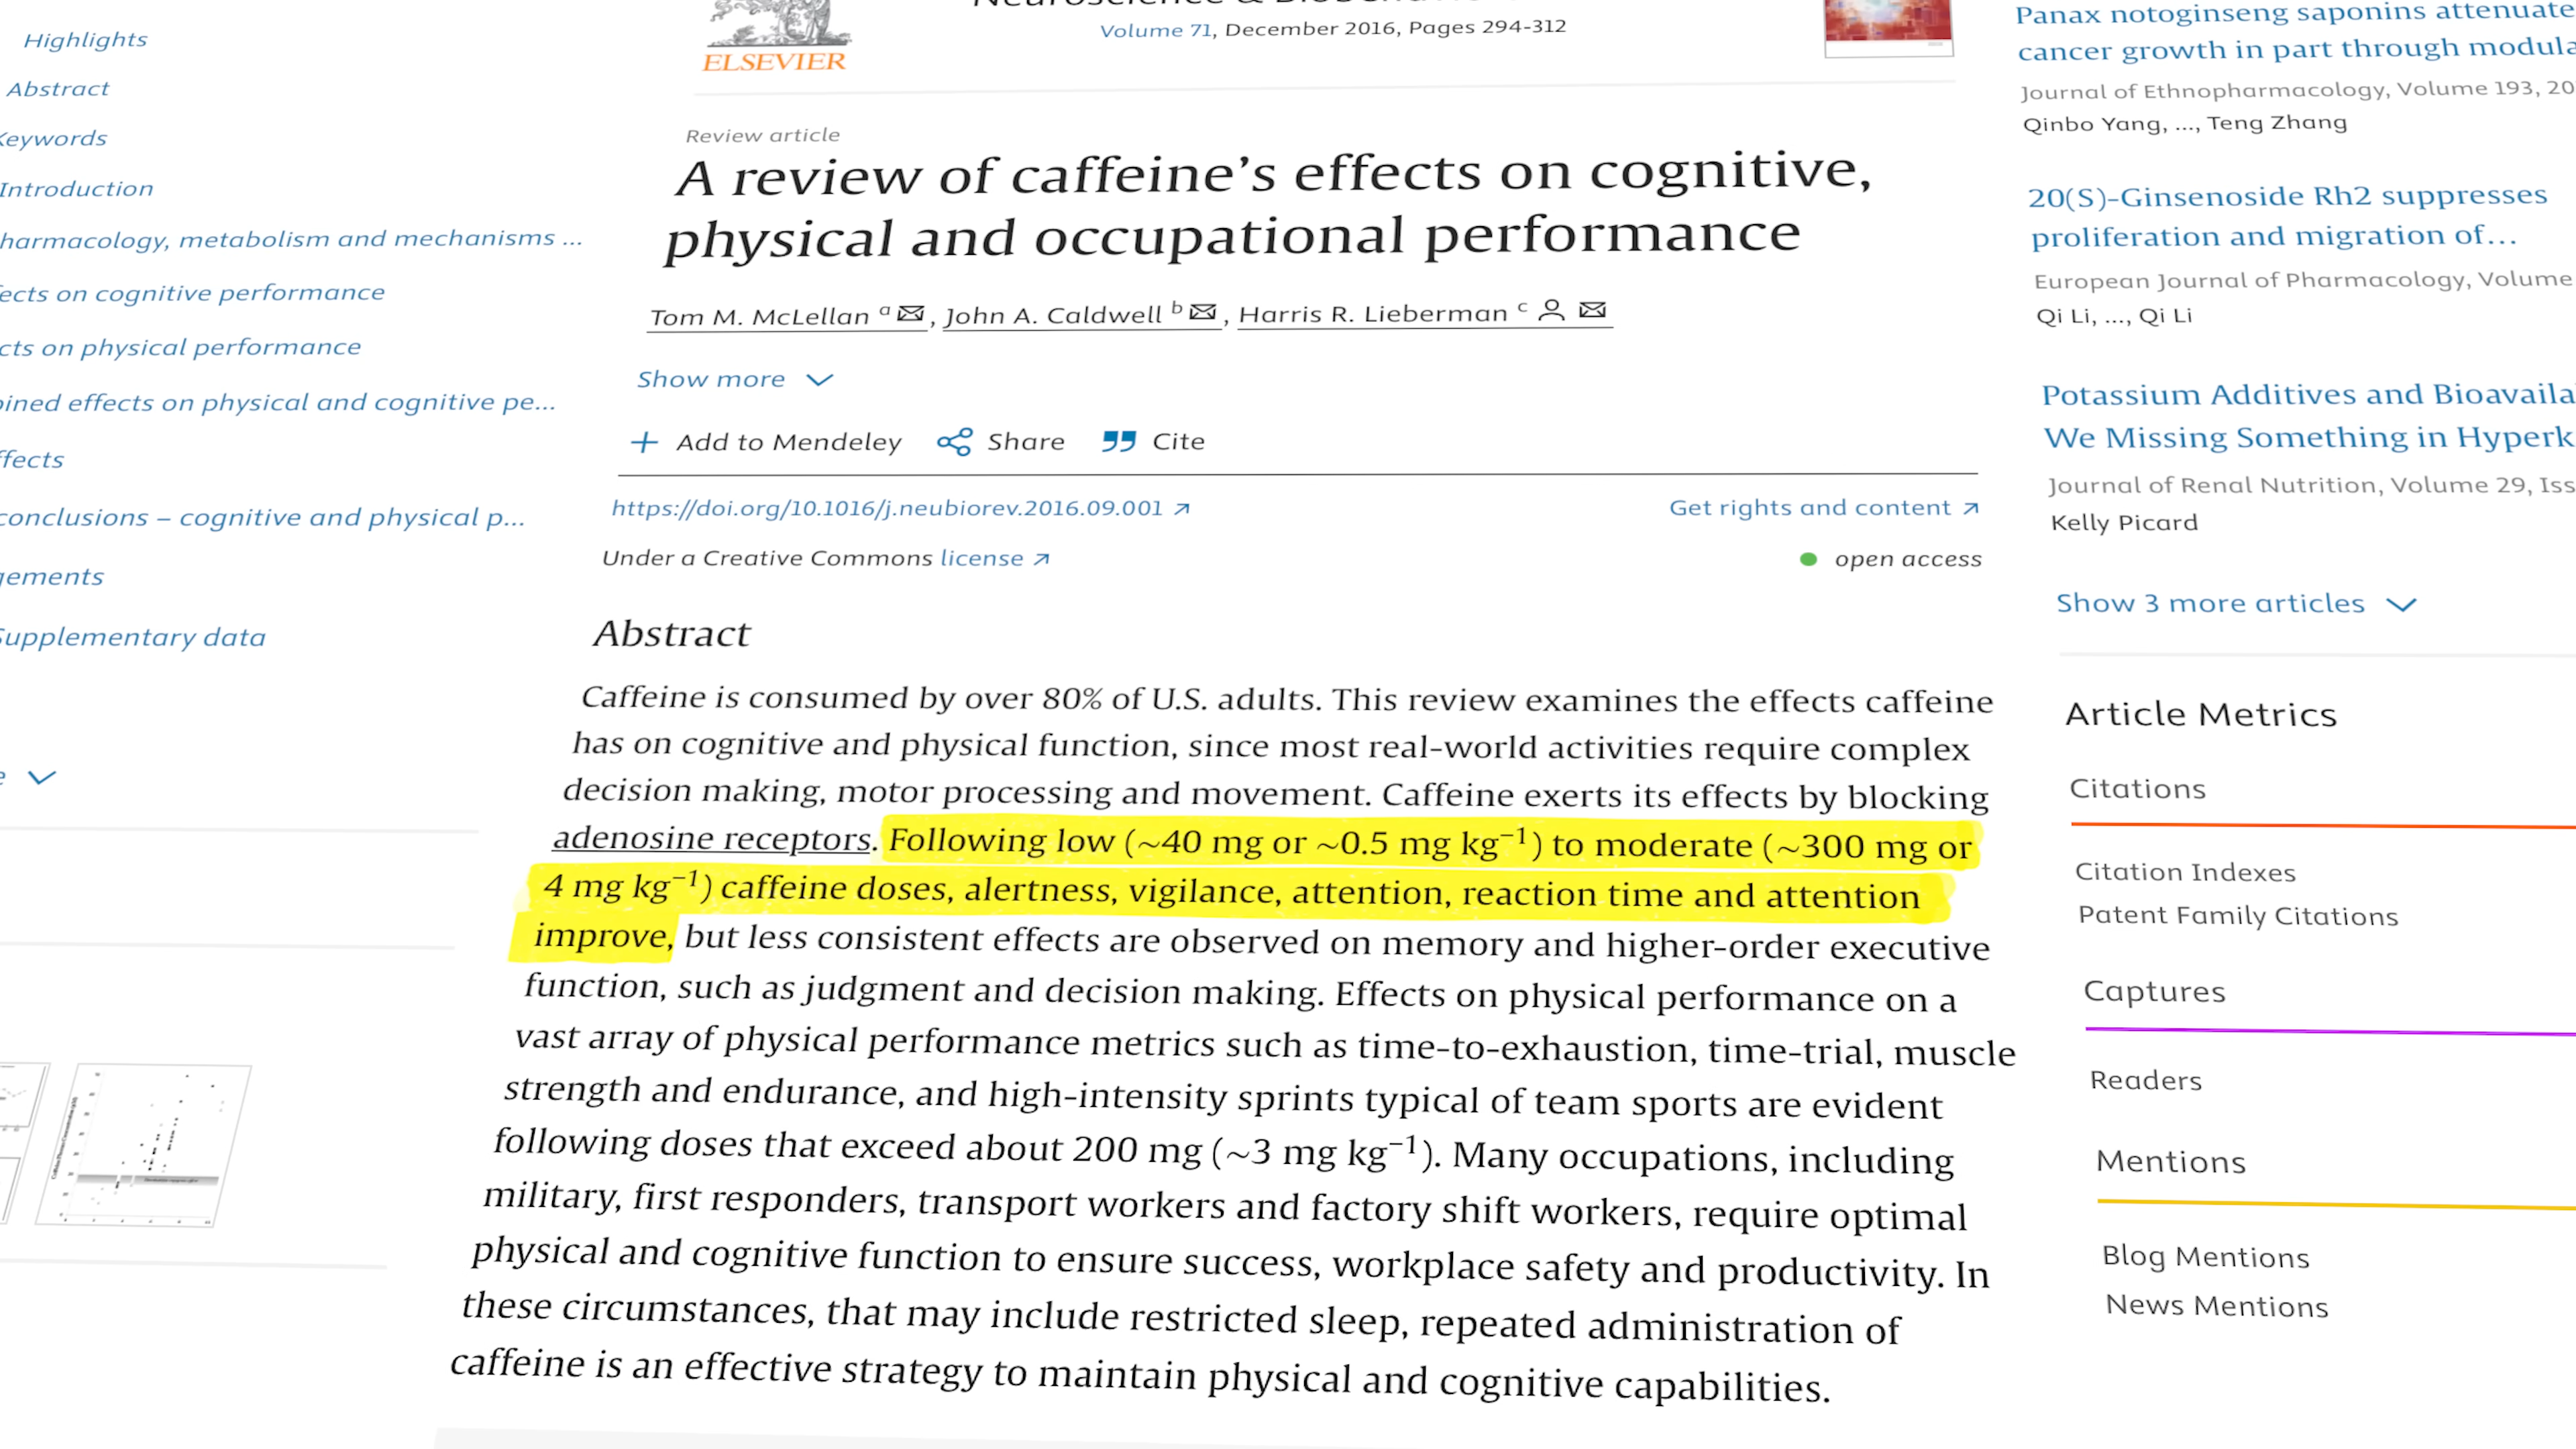 Highlights
Abstract
Keywords
Introduction
ects on cognitive performance
cts on physical performance
effects on physical and cognitive pe...
conclusions – cognitive and physical p...
Supplementary data
metabolism and mechanisms ...
ELSEVIER
Volume 71, December 2016, Pages 294-312
Review article
A review of caffeine’s effects on cognitive,
physical and occupational performance
Tom M. McLellan a, John A. Caldwell b, Harris R. Lieberman c
Show more
Add to Mendeley Share Cite
https://doi.org/10.1016/j.neubiorev.2016.09.001
Get rights and content
Under a Creative Commons license
open access
Abstract
Caffeine is consumed by over 80% of U.S. adults. This review examines the effects caffeine
has on cognitive and physical function, since most real-world activities require complex
decision making, motor processing and movement. Caffeine exerts its effects by blocking
adenosine receptors. Following low (~40 mg or ~0.5 mg kg⁻¹) to moderate (~300 mg or
4 mg kg⁻¹) caffeine doses, alertness, vigilance, attention, reaction time and attention
improve, but less consistent effects are observed on memory and higher-order executive
function, such as judgment and decision making. Effects on physical performance on a
vast array of physical performance metrics such as time-to-exhaustion, time-trial, muscle
strength and endurance, and high-intensity sprints typical of team sports are evident
following doses that exceed about 200 mg (~3 mg kg⁻¹). Many occupations, including
military, first responders, transport workers and factory shift workers, require optimal
physical and cognitive function to ensure success, workplace safety and productivity. In
these circumstances, that may include restricted sleep, repeated administration of
caffeine is an effective strategy to maintain physical and cognitive capabilities.
Panax notoginseng saponins attenuate
cancer growth in part through
Journal of Ethnopharmacology, Volume 193, 20
Qinbo Yang, ..., Teng Zhang
20(S)-Ginsenoside Rh2 suppresses
proliferation and migration of...
European Journal of Pharmacology, Volume
Qi Li, ..., Qi Li
Potassium Additives and
We Missing Something in
Journal of Renal Nutrition, Volume 29, Iss
Kelly Picard
Show 3 more articles
Article Metrics
Citations
Citation Indexes
Patent Family Citations
Captures
Readers
Mentions
Blog Mentions
News Mentions